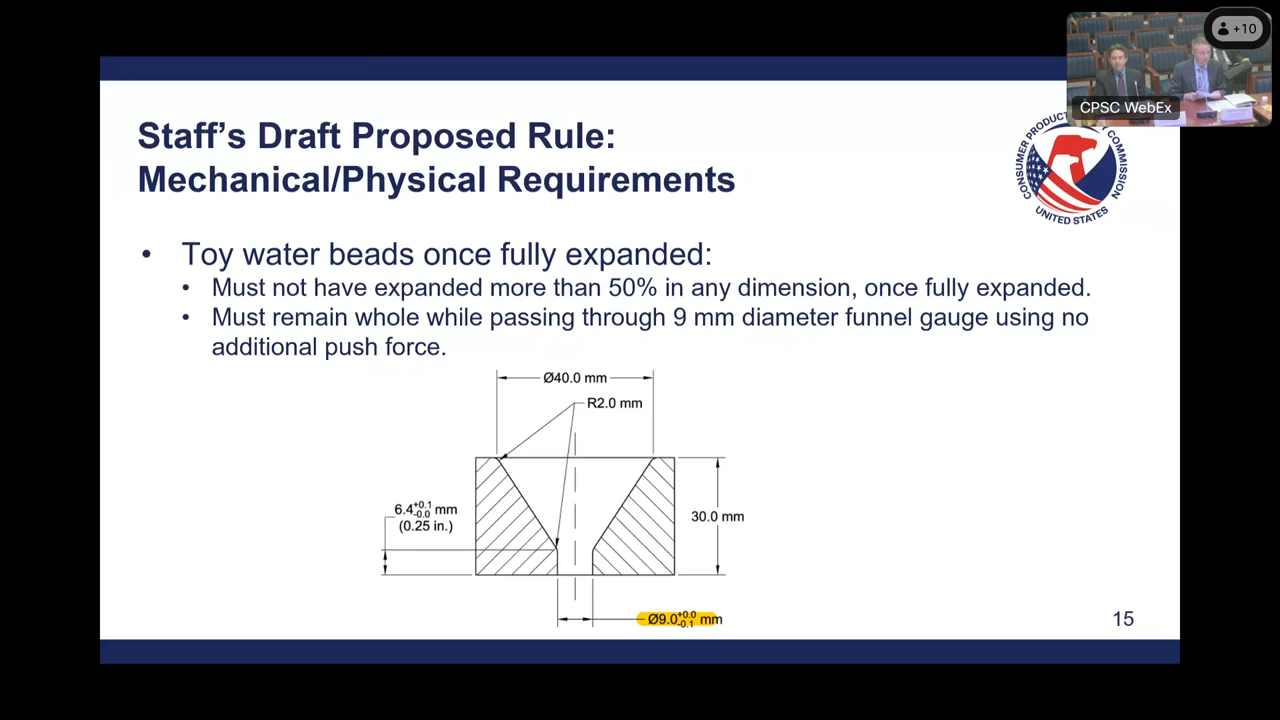 +10
CPSC WebEx
Staff's Draft Proposed Rule:
Mechanical/Physical Requirements
CONSUMER PRODUCT COMMISSION
UNITED STATES
• Toy water beads once fully expanded:
• Must not have expanded more than 50% in any dimension, once fully expanded.
• Must remain whole while passing through 9 mm diameter funnel gauge using no
additional push force.
Ø40.0 mm
R2.0 mm
6.4+0.1-0.0 mm
(0.25 in.)
30.0 mm
Ø9.0+0.0-0.1 mm
15